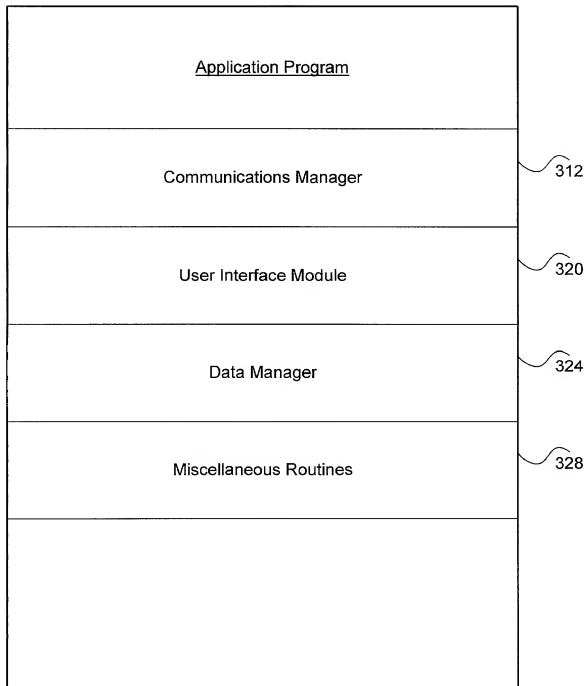 Application Program
Communications Manager
312
User Interface Module
320
Data Manager
324
Miscellaneous Routines
328